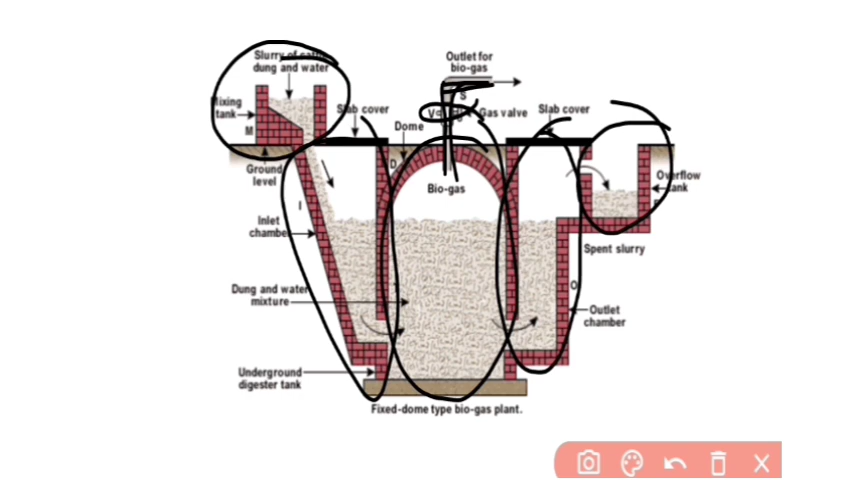 Slurry of cattle
dung and water
Outlet for
bio-gas
S
Mixing
tank
M
Slab cover
V
Gas valve
Slab cover
Dome
D
Ground
level
Bio-gas
Overflow
tank
I
Inlet
chamber
Spent slurry
Dung and water
mixture
O
Outlet
chamber
Underground
digester tank
Fixed-dome type bio-gas plant.